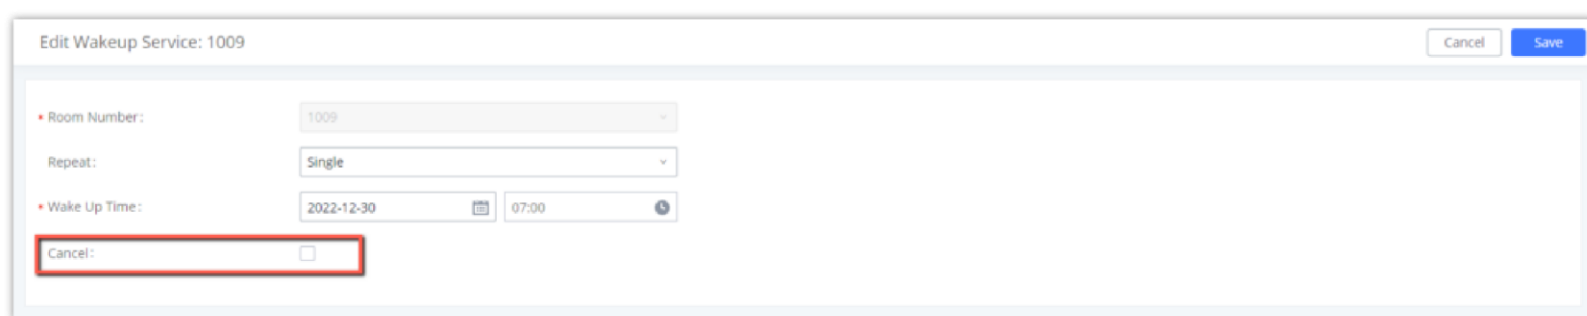 Edit Wakeup Service: 1009 Cancel Save
* Room Number: 1009
Repeat: Single
* Wake Up Time: 2022-12-30 07:00
Cancel: